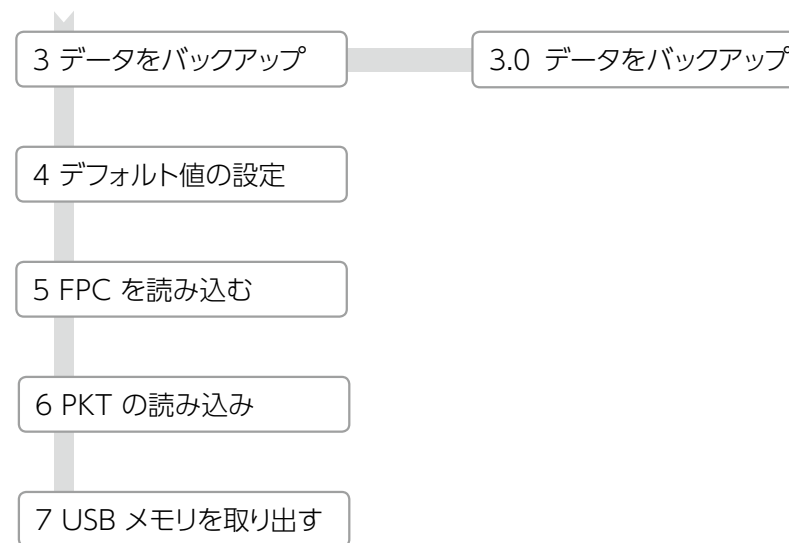 3 データをバックアップ
3.0 データをバックアップ
4 デフォルト値の設定
5 FPC を読み込む
6 PKT の読み込み
7 USB メモリを取り出す